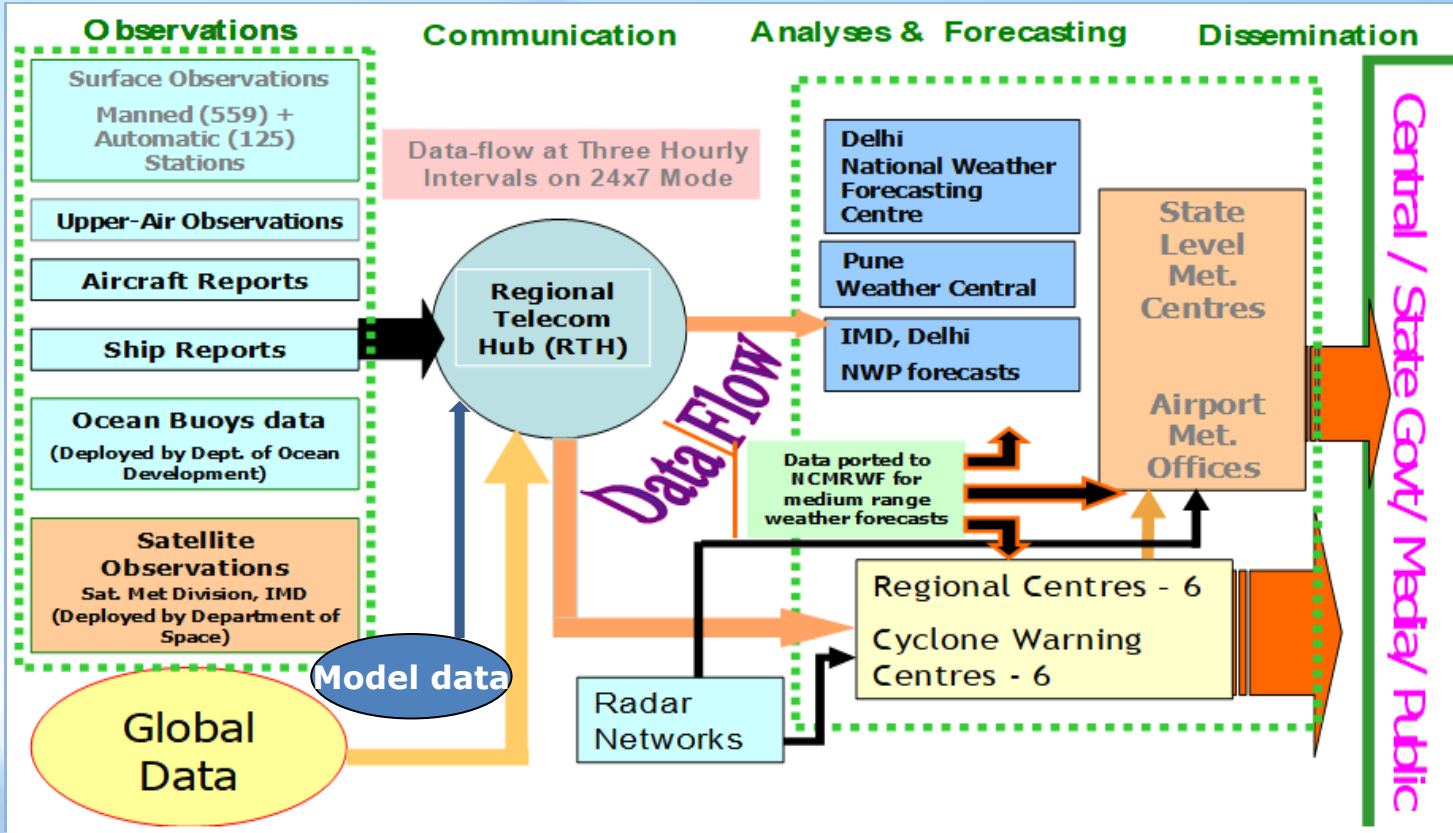 Observations
Communication
Analyses & Forecasting
Dissemination
Surface Observations
Manned (559) +
Automatic (125)
Stations
Upper-Air Observations
Aircraft Reports
Ship Reports
Ocean Buoys data
(Deployed by Dept. of Ocean
Development)
Satellite
Observations
Sat. Met Division, IMD
(Deployed by Department of
Space)
Global
Data
Model data
Data-flow at Three Hourly
Intervals on 24x7 Mode
Regional
Telecom
Hub (RTH)
Data Flow
Radar
Networks
Delhi
National Weather
Forecasting
Centre
Pune
Weather Central
IMD, Delhi
NWP forecasts
Data ported to
NCMRWF for
medium range
weather forecasts
State
Level
Met.
Centres
Airport
Met.
Offices
Regional Centres - 6
Cyclone Warning
Centres - 6
Central / State Govt/ Media/ Public